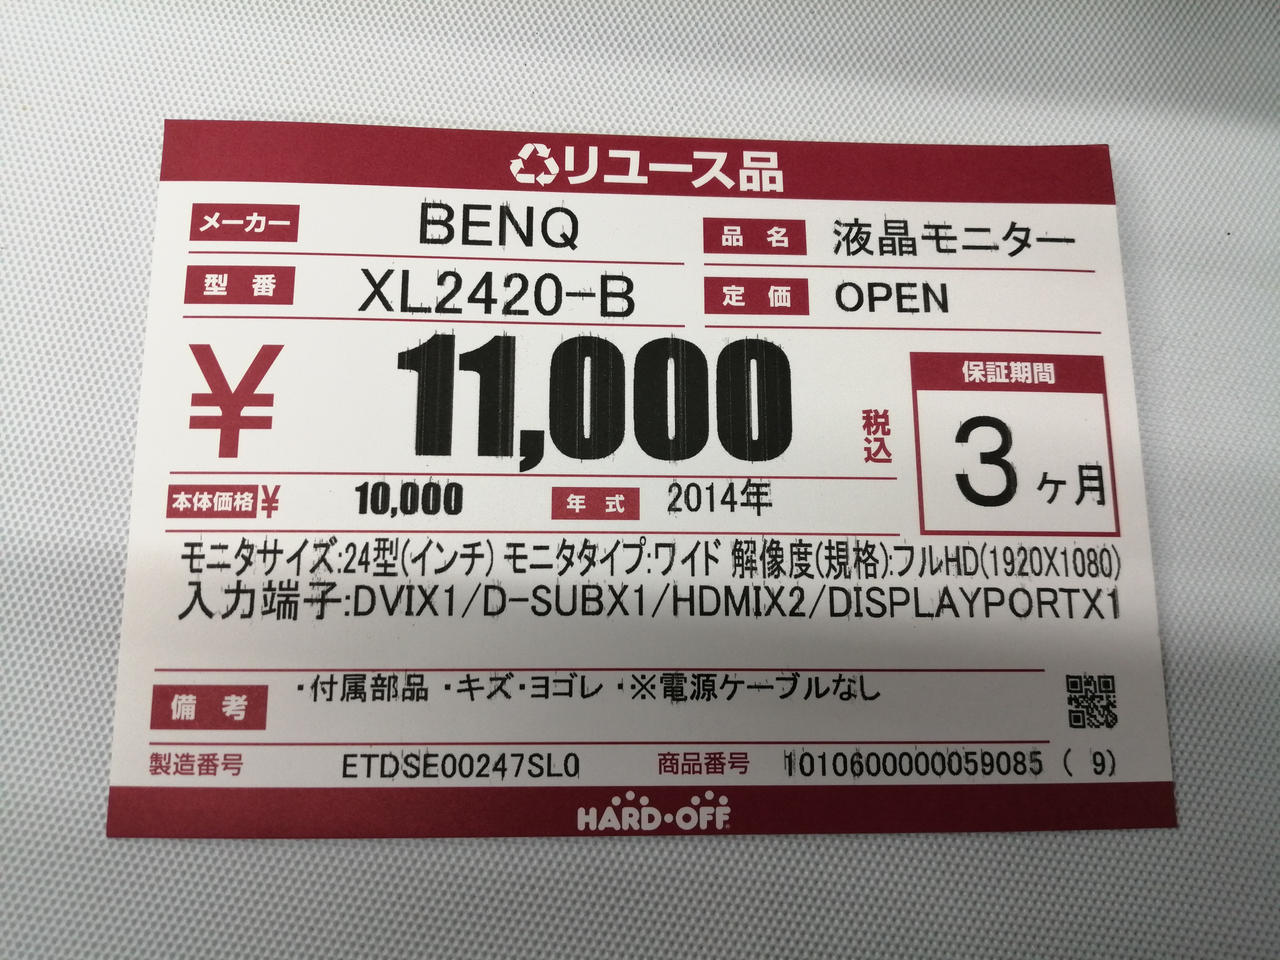 リユース品
メーカー BENQ 品名 液晶モニター
型番 XL2420-B 定価 OPEN
¥ 11,000 税込
保証期間
3ヶ月
本体価格¥ 10,000 年式 2014年
モニタサイズ:24型(インチ) モニタタイプ:ワイド 解像度(規格):フルHD(1920X1080)
入力端子:DVIX1/D-SUBX1/HDMIX2/DISPLAYPORTX1
備考 ・付属部品 ・キズ・ヨゴレ ・※電源ケーブルなし
製造番号 ETDSE00247SL0 商品番号 1010600000059085 ( 9)
HARD・OFF